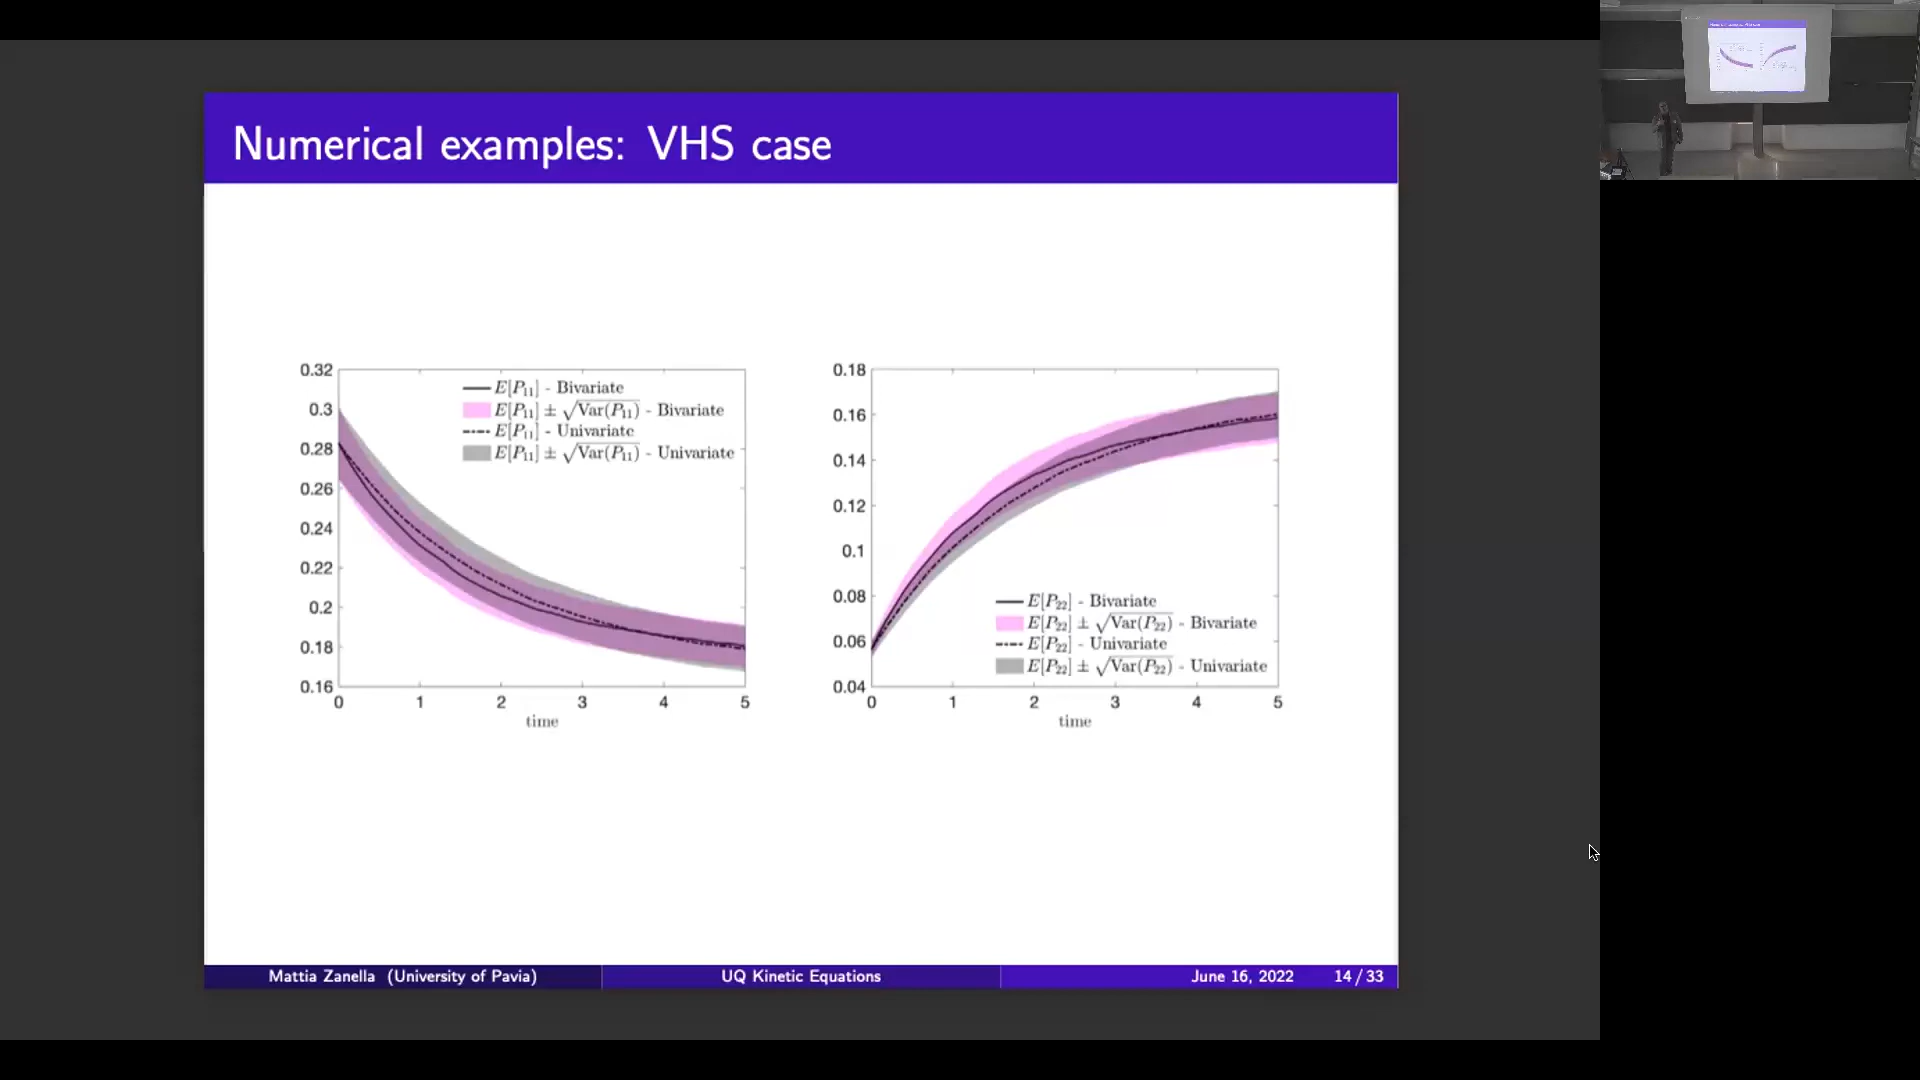 Numerical examples: VHS case
0.32
0.3
0.28
0.26
0.24
0.22
0.2
0.18
0.16
0 1 2 3 4 5
time
E[P₁₁] - Bivariate
E[P₁₁] ± √Var(P₁₁) - Bivariate
E[P₁₁] - Univariate
E[P₁₁] ± √Var(P₁₁) - Univariate
0.18
0.16
0.14
0.12
0.1
0.08
0.06
0.04
0 1 2 3 4 5
time
E[P₂₂] - Bivariate
E[P₂₂] ± √Var(P₂₂) - Bivariate
E[P₂₂] - Univariate
E[P₂₂] ± √Var(P₂₂) - Univariate
Mattia Zanella (University of Pavia) UQ Kinetic Equations June 16, 2022 14 / 33